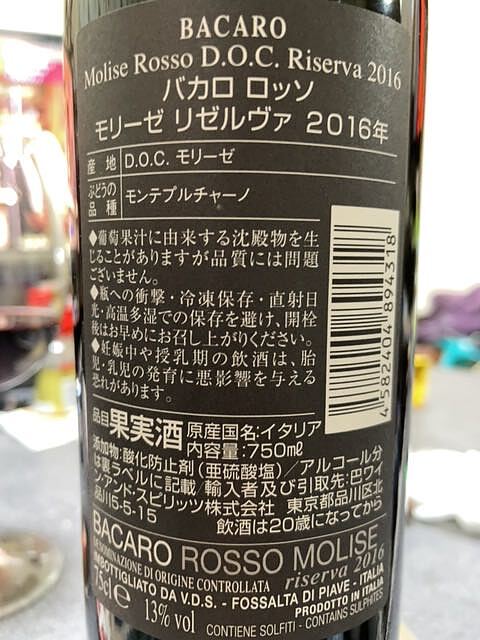 BACARO
Molise Rosso D.O.C. Riserva 2016
バカロ ロッソ
モリーゼ リゼルヴァ 2016年
産地 D.O.C. モリーゼ
ぶどうの品種 モンテプルチャーノ
◆葡萄果汁に由来する沈殿物を生
じることがありますが品質には問題
ございません。
◆瓶への衝撃・冷凍保存・直射日
光・高温多湿での保存を避け、開栓
後はお早めにお召し上がりください。
◆妊娠中や授乳期の飲酒は、胎
児・乳児の発育に悪影響を与える
恐れがあります。
4 582404 894318
品目 果実酒 原産国名:イタリア
内容量:750ml
添加物:酸化防止剤(亜硫酸塩)/アルコール分
は裏ラベルに記載/輸入者及び引取先:巴ワイ
ン・アンド・スピリッツ株式会社 東京都品川区北
品川5-5-15
飲酒は20歳になってから
BACARO ROSSO MOLISE
DENOMINAZIONE DI ORIGINE CONTROLLATA riserva 2016
IMBOTTIGLIATO DA V.D.S. - FOSSALTA DI PIAVE - ITALIA
75cl e 13% vol PRODOTTO IN ITALIA
CONTIENE SOLFITI - CONTAINS SULPHITES